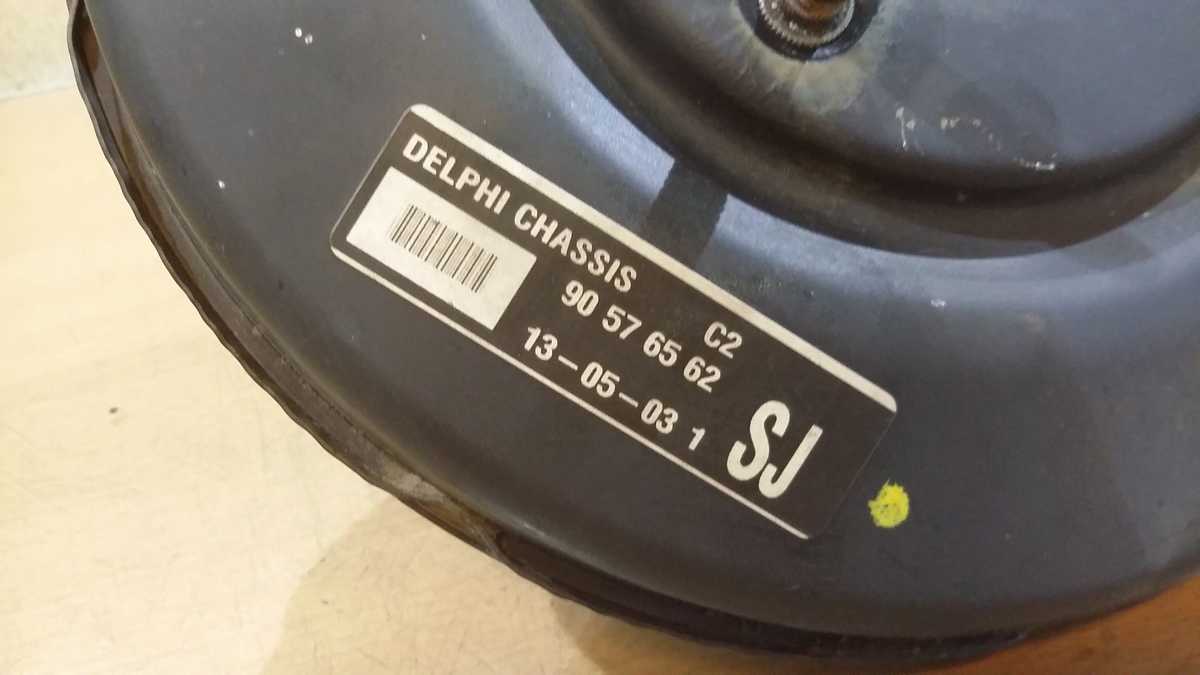 DELPHI CHASSIS
C2
90 57 65 62
13-05-03 1
SJ